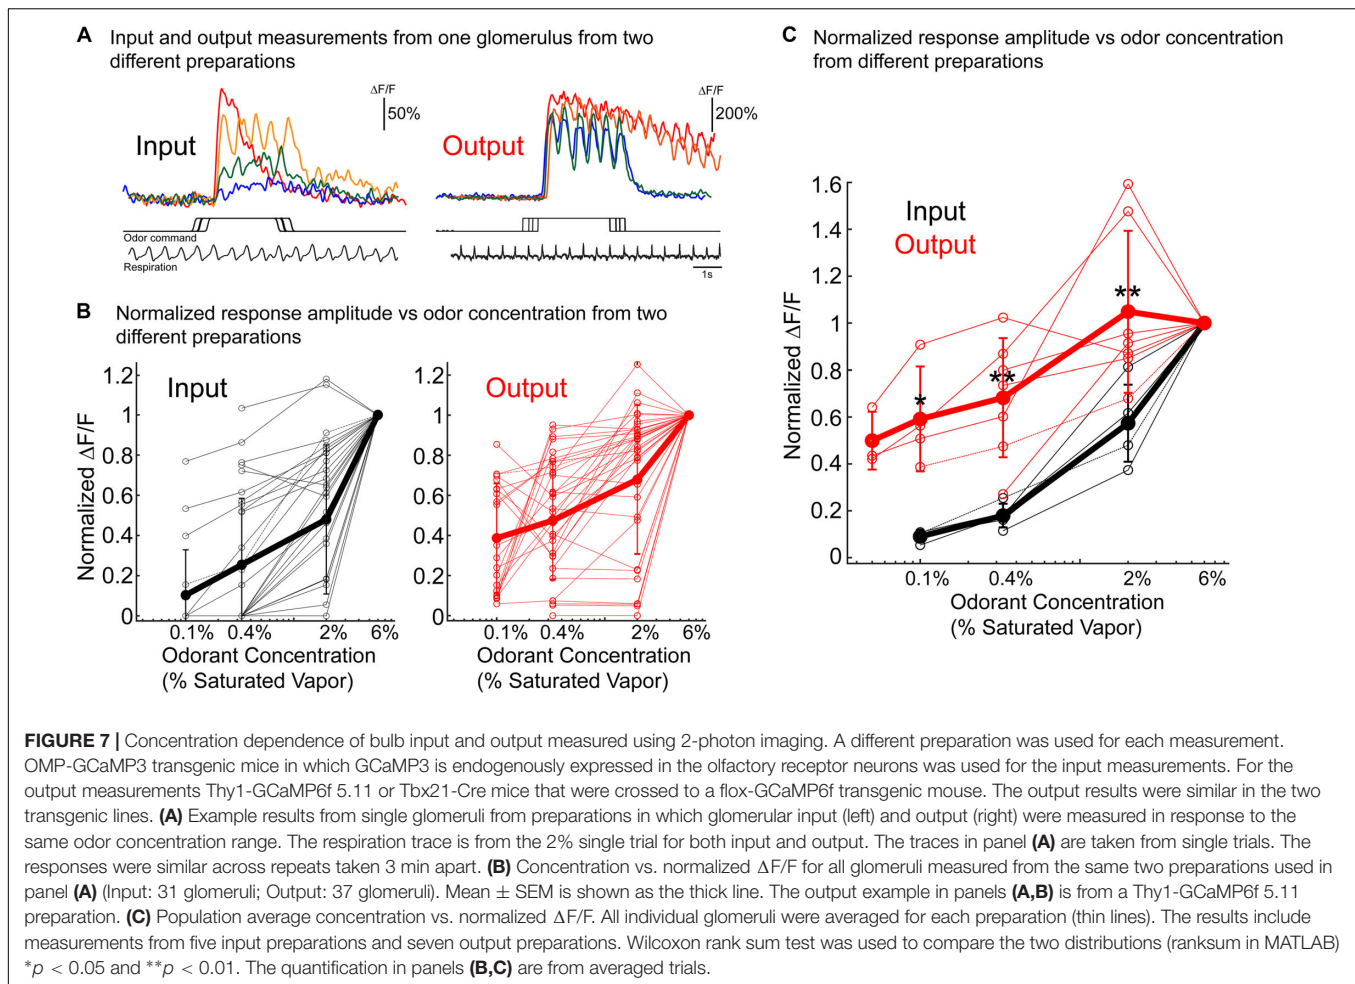 A Input and output measurements from one glomerulus from two
different preparations
ΔF/F
50%
Input
ΔF/F
200%
Output
Odor command
Respiration
1s
B Normalized response amplitude vs odor concentration from two
different preparations
Normalized ΔF/F
1.2
1
0.8
0.6
0.4
0.2
0
Input
0.1% 0.4% 2% 6%
Odorant Concentration
(% Saturated Vapor)
1.2
1
0.8
0.6
0.4
0.2
0
Output
0.1% 0.4% 2% 6%
Odorant Concentration
(% Saturated Vapor)
C Normalized response amplitude vs odor concentration
from different preparations
Normalized ΔF/F
1.6
1.4
1.2
1
0.8
0.6
0.4
0.2
0
Input
Output
*
**
**
0.1% 0.4% 2% 6%
Odorant Concentration
(% Saturated Vapor)
FIGURE 7 | Concentration dependence of bulb input and output measured using 2-photon imaging. A different preparation was used for each measurement.
OMP-GCaMP3 transgenic mice in which GCaMP3 is endogenously expressed in the olfactory receptor neurons was used for the input measurements. For the
output measurements Thy1-GCaMP6f 5.11 or Tbx21-Cre mice that were crossed to a flox-GCaMP6f transgenic mouse. The output results were similar in the two
transgenic lines. (A) Example results from single glomeruli from preparations in which glomerular input (left) and output (right) were measured in response to the
same odor concentration range. The respiration trace is from the 2% single trial for both input and output. The traces in panel (A) are taken from single trials. The
responses were similar across repeats taken 3 min apart. (B) Concentration vs. normalized ΔF/F for all glomeruli measured from the same two preparations used in
panel (A) (Input: 31 glomeruli; Output: 37 glomeruli). Mean ± SEM is shown as the thick line. The output example in panels (A,B) is from a Thy1-GCaMP6f 5.11
preparation. (C) Population average concentration vs. normalized ΔF/F. All individual glomeruli were averaged for each preparation (thin lines). The results include
measurements from five input preparations and seven output preparations. Wilcoxon rank sum test was used to compare the two distributions (ranksum in MATLAB)
*p < 0.05 and **p < 0.01. The quantification in panels (B,C) are from averaged trials.